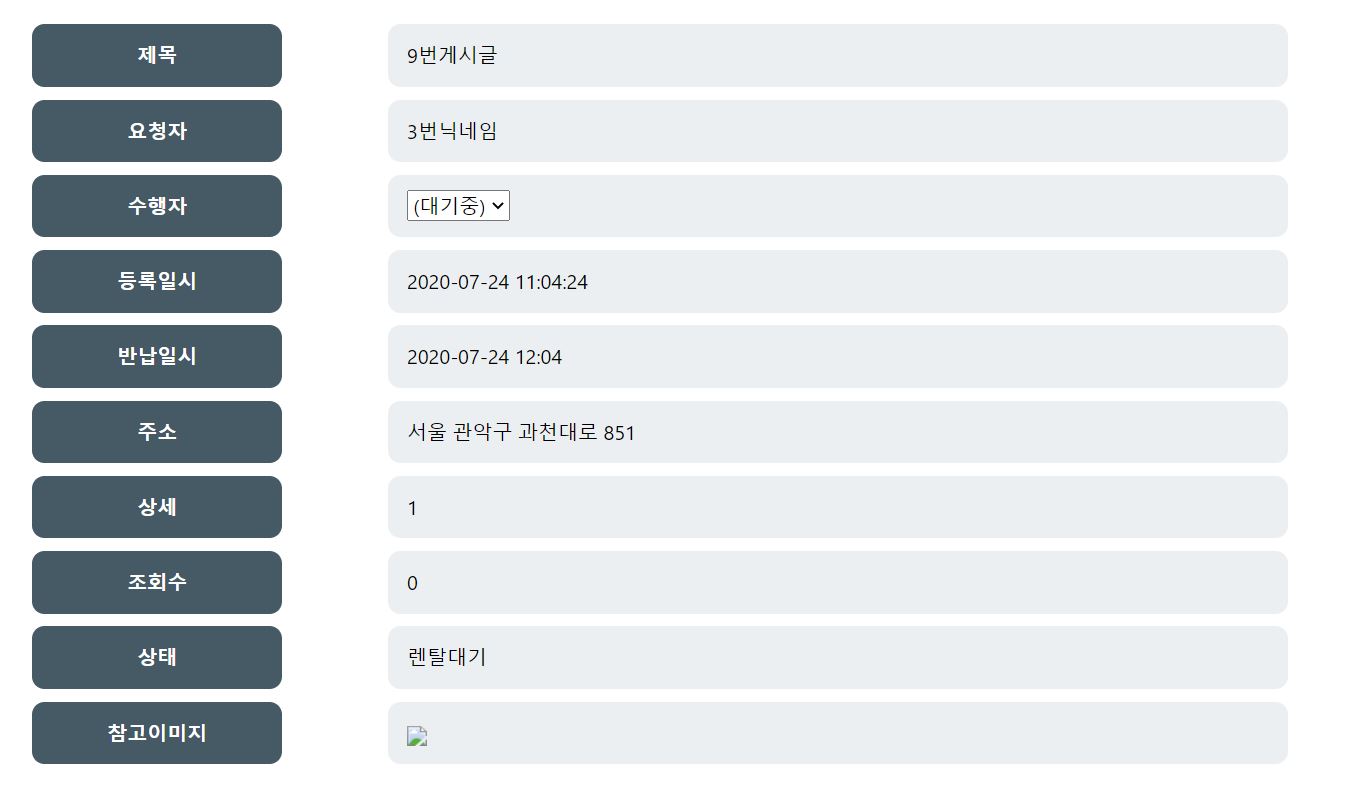 제목 9번게시글
요청자 3번닉네임
수행자 (대기중)
등록일시 2020-07-24 11:04:24
반납일시 2020-07-24 12:04
주소 서울 관악구 과천대로 851
상세 1
조회수 0
상태 렌탈대기
참고이미지